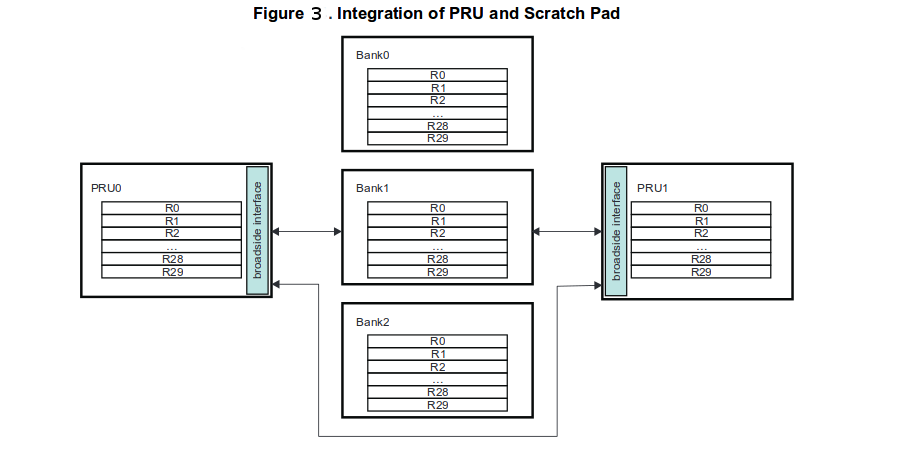 Figure 3 . Integration of PRU and Scratch Pad
Bank0
R0
R1
R2
...
R28
R29
PRU0
R0
R1
R2
...
R28
R29
broadside interface
Bank1
R0
R1
R2
...
R28
R29
broadside interface
PRU1
R0
R1
R2
...
R28
R29
Bank2
R0
R1
R2
...
R28
R29